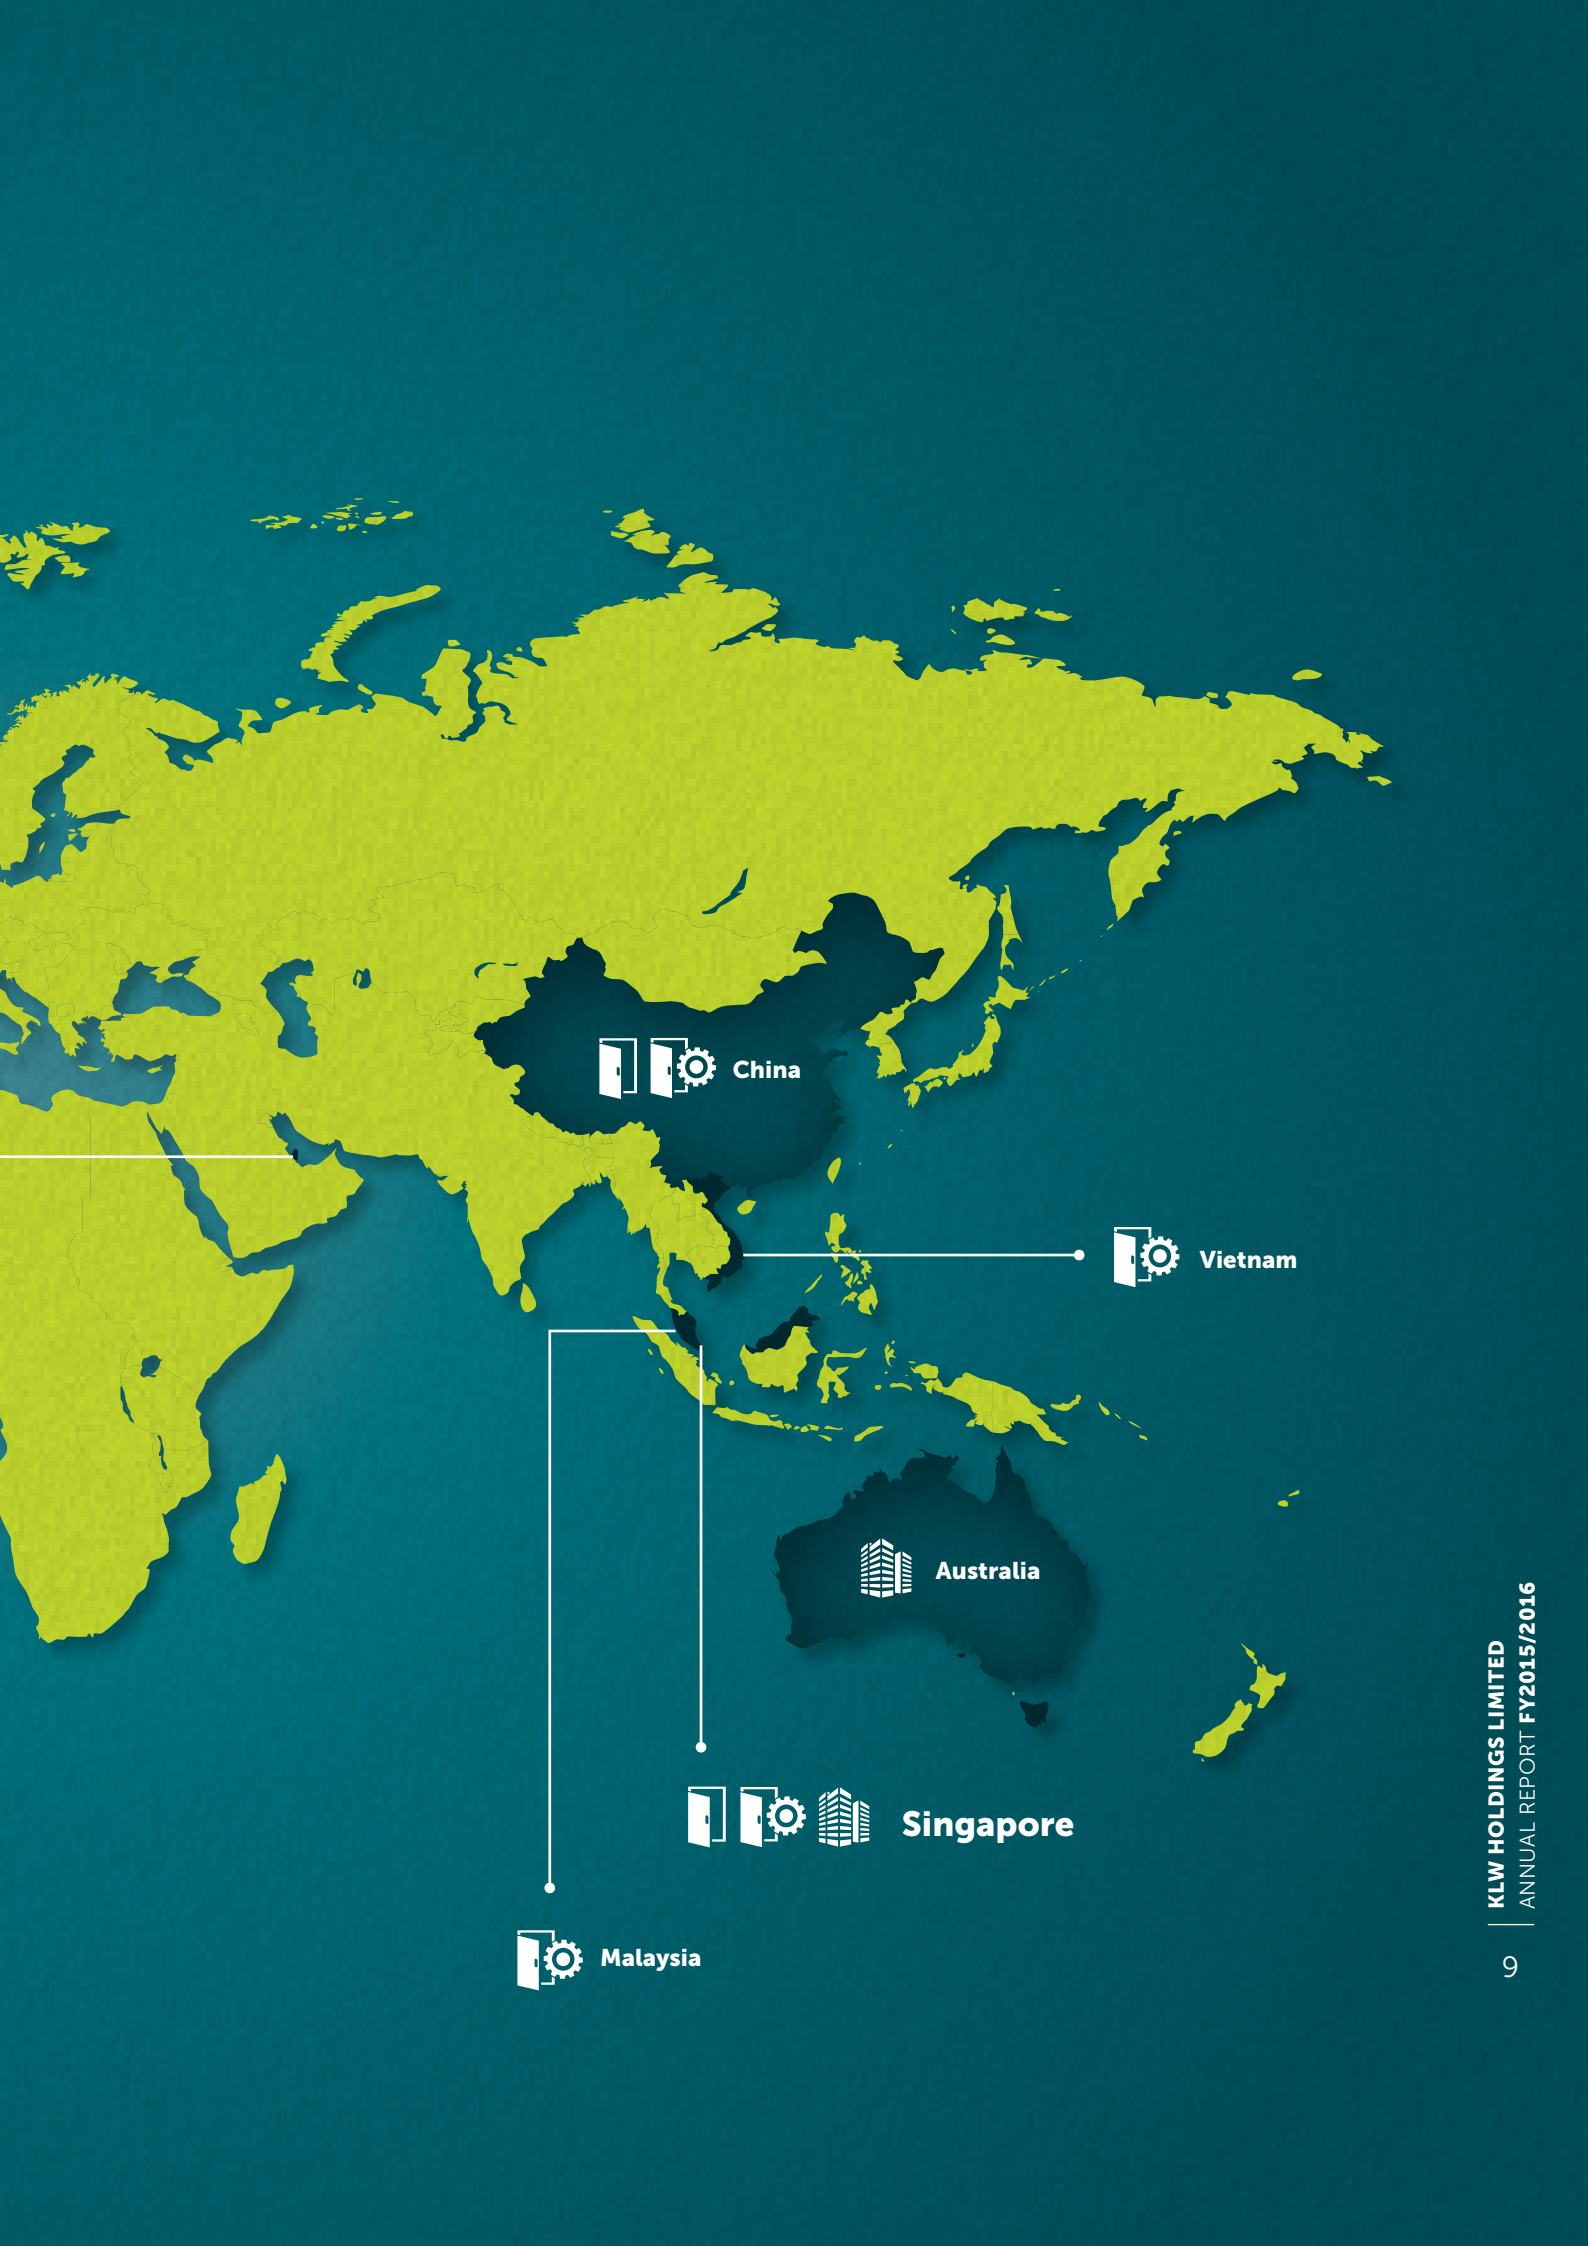 China
Vietnam
Australia
Singapore
Malaysia
KLW HOLDINGS LIMITED
ANNUAL REPORT FY2015/2016
9